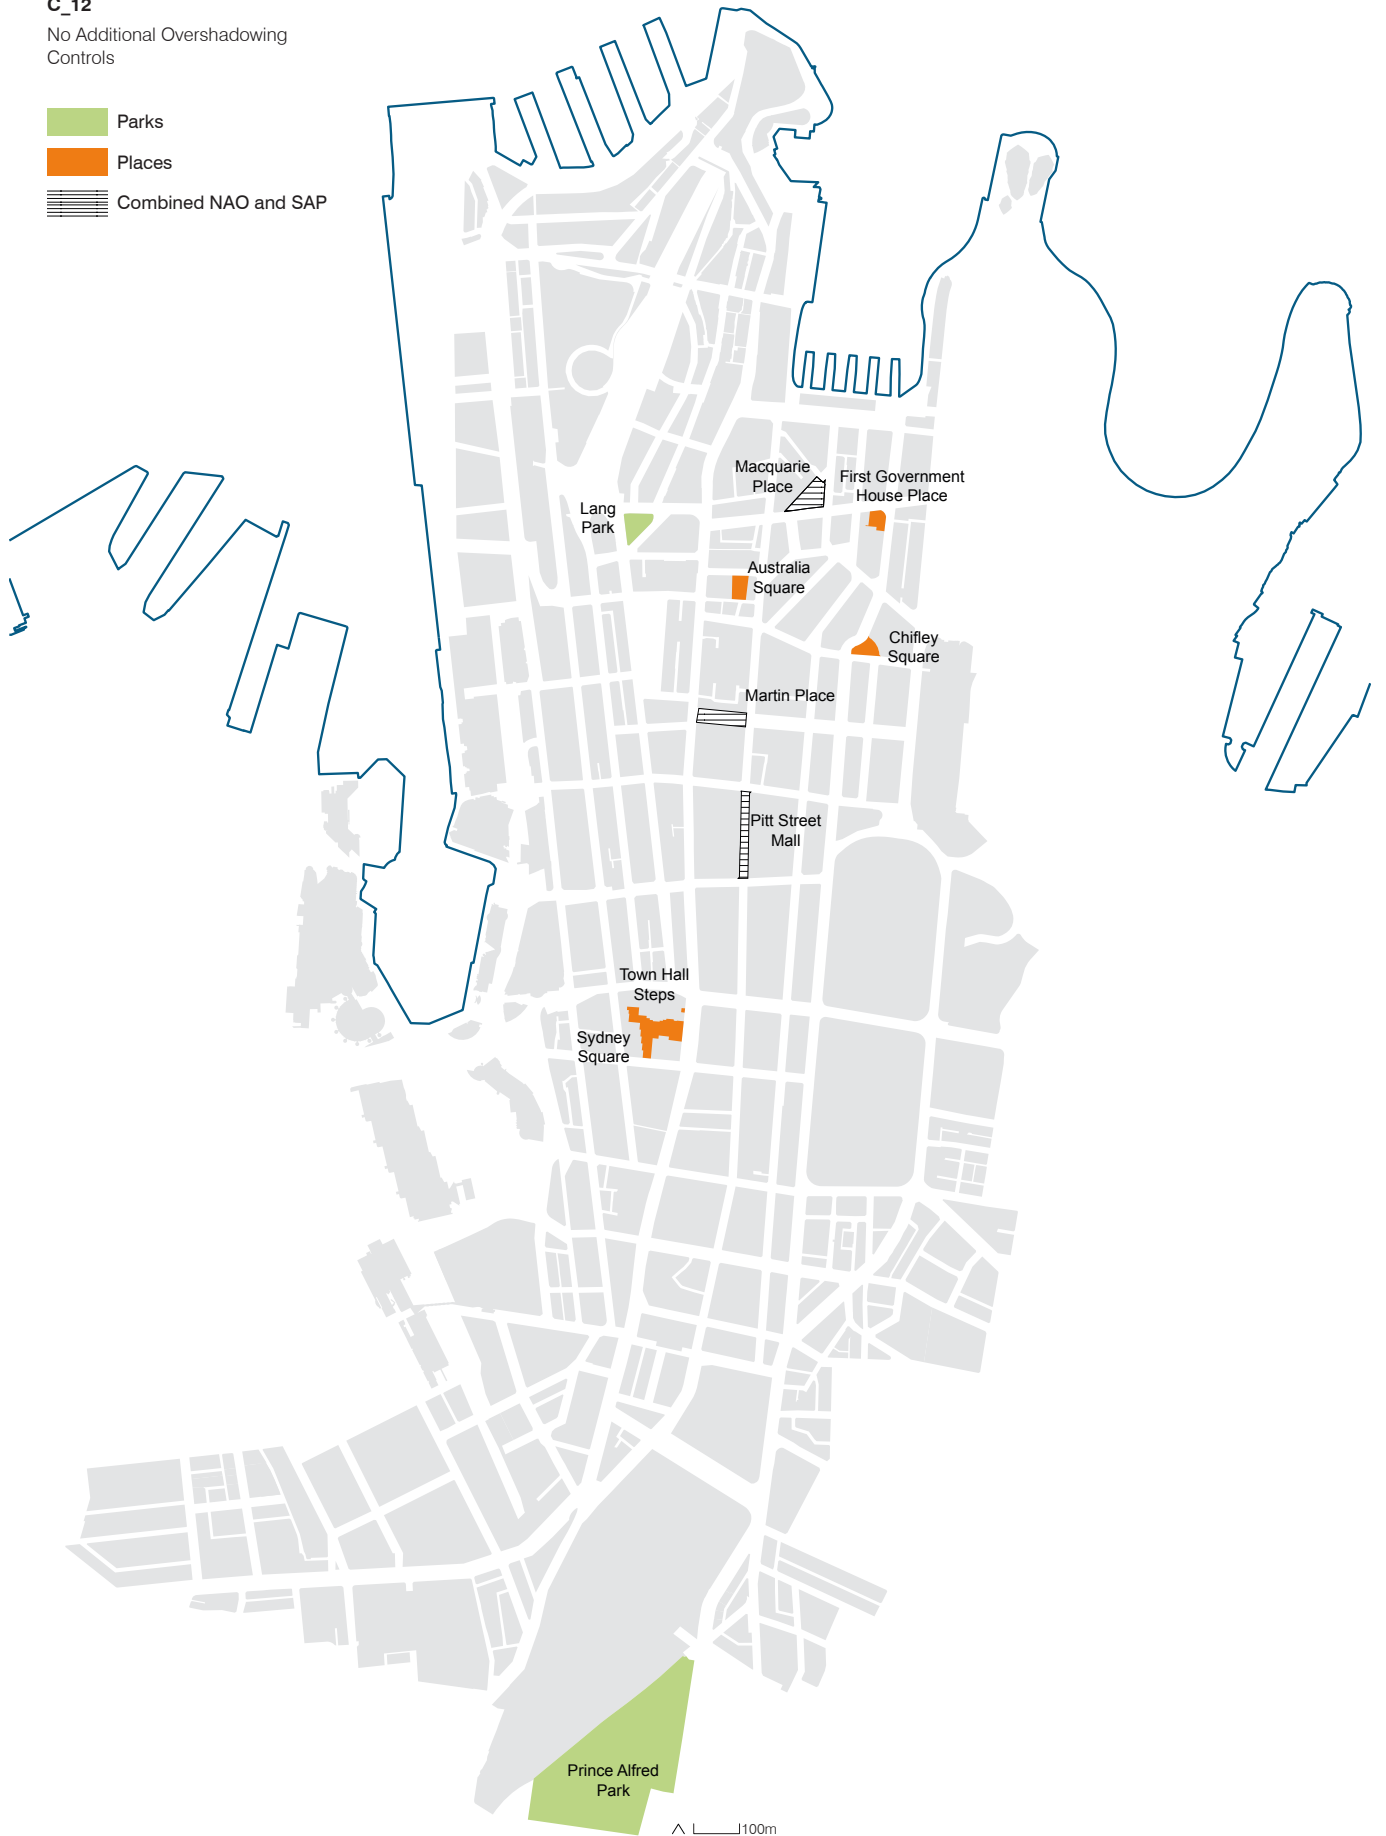 C_12
No Additional Overshadowing
Controls
Parks
Places
Combined NAO and SAP
Macquarie
Place
First Government
House Place
Lang
Park
Australia
Square
Chifley
Square
Martin Place
Pitt Street
Mall
Town Hall
Steps
Sydney
Square
Prince Alfred
Park
100m